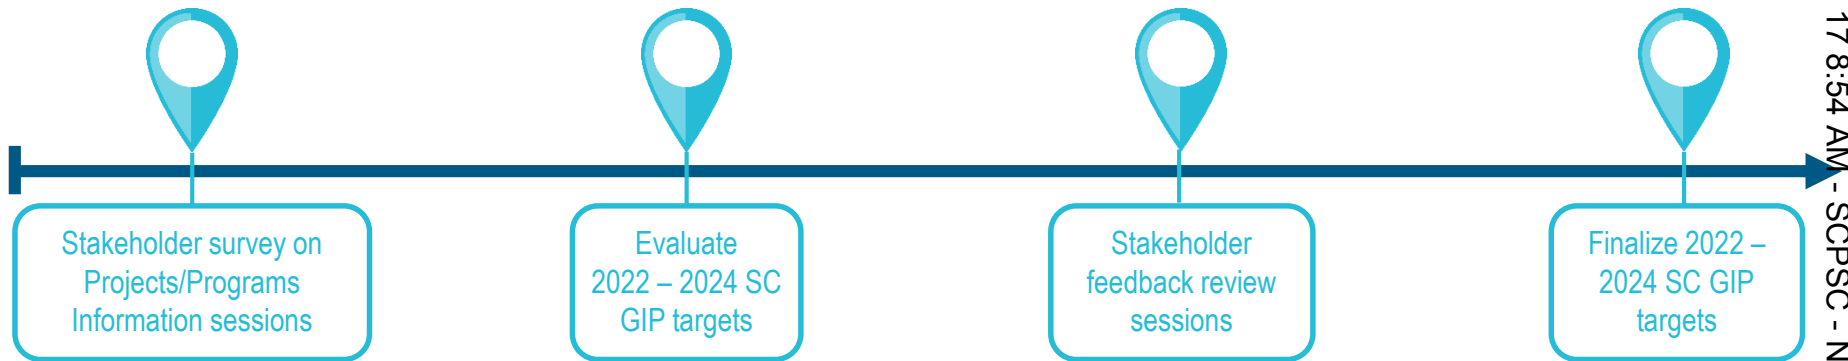 Stakeholder survey on
Projects/Programs
Information sessions
Evaluate
2022 – 2024 SC
GIP targets
Stakeholder
feedback review
sessions
Finalize 2022 –
2024 SC GIP
targets
17 8:54 AM - SCPSC - N